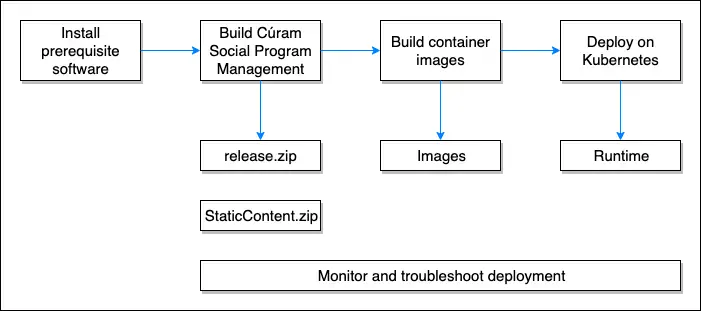 Install
prerequisite
software
Build Cúram
Social Program
Management
Build container
images
Deploy on
Kubernetes
release.zip
Images
Runtime
StaticContent.zip
Monitor and troubleshoot deployment